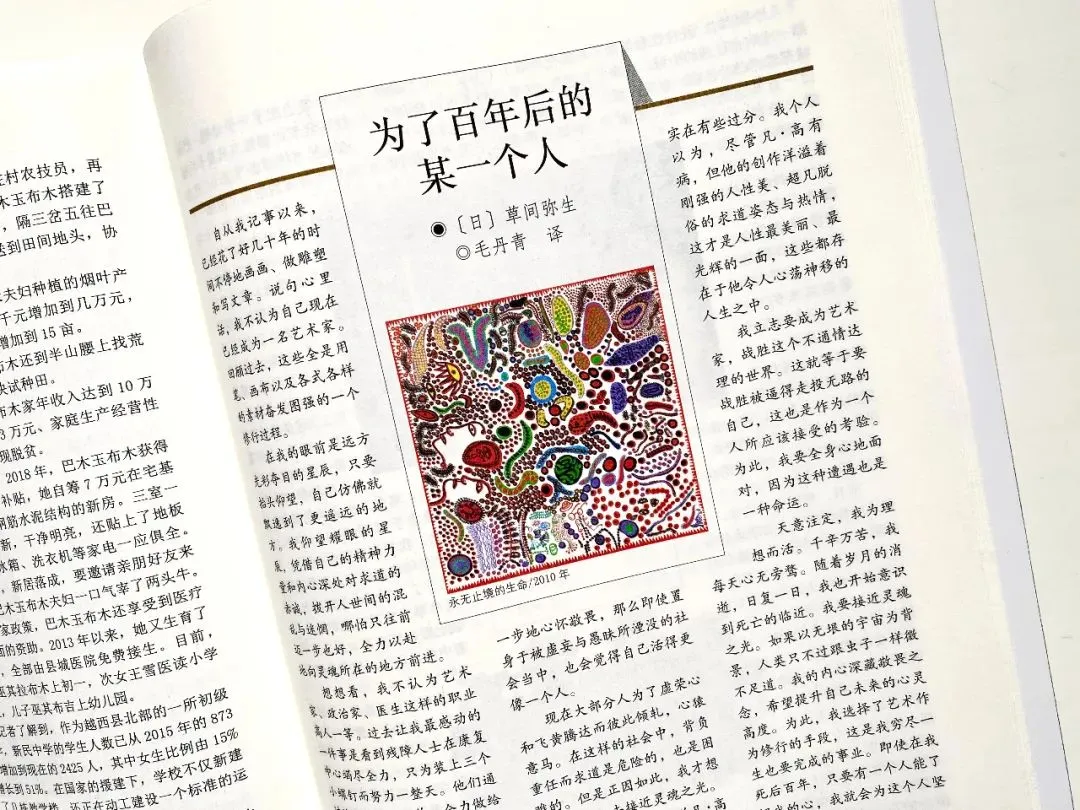 庄村农技员，再
木玉布木搭建了
，隔三岔五往巴
送到田间地头，协
夫妇种植的烟叶产
千元增加到几万元，
增加到 15 亩。
布木还到半山腰上找荒
块试种田。
布木家年收入达到 10 万
3 万元、家庭生产经营性
现脱贫。
2018 年，巴木玉布木获得
补贴，她自筹 7 万元在宅基
钢筋水泥结构的新房。三室一
新，干净明亮，还贴上了地板
冰箱、洗衣机等家电一应俱全。
，新居落成，要邀请亲朋好友来
巴木玉布木夫妇一口气宰了两头牛。
家政策，巴木玉布木还享受到医疗
面的资助。2013 年以来，她又生育了
，全部由县城医院免费接生。目前，
巫其拉布木上初一，次女王雪医读小学
，儿子巫其布吉上幼儿园。
记者了解到，作为越西县北部的一所初级
，新民中学的学生人数已从 2015 年的 873
增加到现在的 2425 人，其中女生比例由 15%
增长到 51%。在国家的援建下，学校不仅新建
还正在动工建设一个标准的运
为了百年后的
某一个人
●〔日〕草间弥生
◎毛丹青 译
自从我记事以来，
已经花了好几十年的时
间不停地画画、做雕塑
和写文章。说句心里
话，我不认为自己现在
已经成为一名艺术家。
回顾过去，这些全是用
笔、画布以及各式各样
的素材奋发图强的一个
修行过程。
在我的眼前是远方
光彩夺目的星辰，只要
抬头仰望，自己仿佛就
飘逸到了更遥远的地
方。我仰望耀眼的星
辰，凭借自己的精神力
量和内心深处对求道的
赤诚，拨开人世间的混
乱与迷惘，哪怕只往前
迈一步也好，全力以赴
地向灵魂所在的地方前进。
想想看，我不认为艺术
家、政治家、医生这样的职业
高人一等。过去让我最感动的
一件事是看到残障人士在康复
中心竭尽全力，只为装上三个
小螺钉而努力一整天。他们通
全力做给
永无止境的生命/2010 年
一步地心怀敬畏，那么即使置
身于被虚妄与愚昧所湮没的社
会当中，也会觉得自己活得更
像一个人。
现在大部分人为了虚荣心
和飞黄腾达而彼此倾轧，心猿
意马。在这样的社会中，背负
重任而求道是危险的，也是困
难的。但是正因如此，我才想
去接近灵魂之光。
凡·高
实在有些过分。我个人
以为，尽管凡·高有
病，但他的创作洋溢着
刚强的人性美、超凡脱
俗的求道姿态与热情，
这才是人性最美丽、最
光辉的一面，这些都存
在于他令人心荡神移的
人生之中。
我立志要成为艺术
家，战胜这个不通情达
理的世界。这就等于要
战胜被逼得走投无路的
自己，这也是作为一个
人所应该接受的考验。
为此，我要全身心地面
对，因为这种遭遇也是
一种命运。
天意注定，我为理
想而活。千辛万苦，我
每天心无旁骛。随着岁月的消
逝，日复一日，我也开始意识
到死亡的临近。我要接近灵魂
之光。如果以无垠的宇宙为背
景，人类只不过跟虫子一样微
不足道。我的内心深藏敬畏之
念，希望提升自己未来的心灵
高度。为此，我选择了艺术作
为修行的手段，这是我穷尽一
生也要完成的事业。即使在我
死后百年，只要有一个人能了
的心，我就会为这个人坚